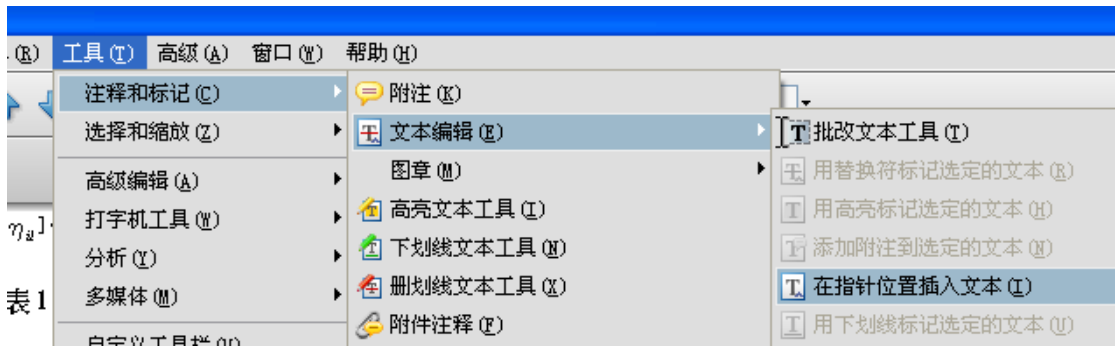 (R) 工具(T) 高级(A) 窗口(W) 帮助(H)
注释和标记(C)
选择和缩放(Z)
高级编辑(A)
打字机工具(W)
分析(Y)
多媒体(M)
自定义工具栏
附注(K)
文本编辑(E)
图章(M)
高亮文本工具(I)
下划线文本工具(N)
删划线文本工具(X)
附件注释(F)
批改文本工具(T)
用替换符标记选定的文本(R)
用高亮标记选定的文本(H)
添加附注到选定的文本(N)
在指针位置插入文本(I)
用下划线标记选定的文本(U)
表1